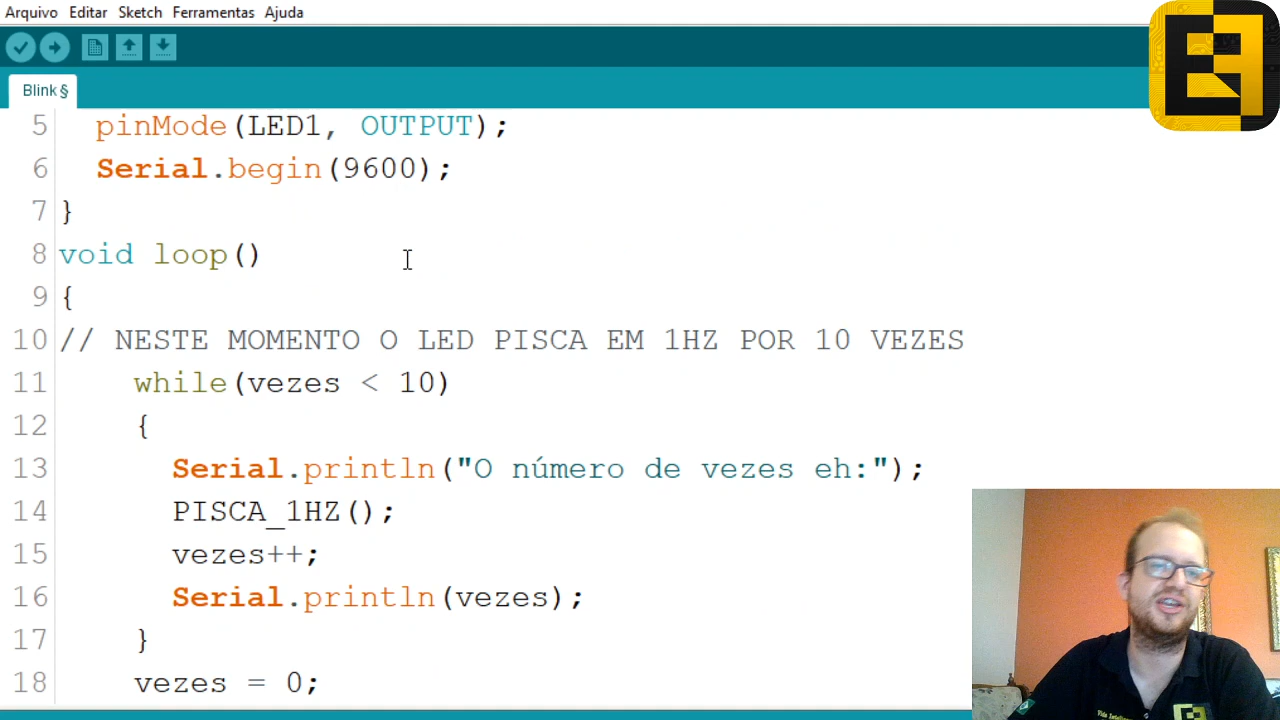 Arquivo Editar Sketch Ferramentas Ajuda
Blink §
5 pinMode(LED1, OUTPUT);
6 Serial.begin(9600);
7 }
8 void loop()
9 {
10 // NESTE MOMENTO O LED PISCA EM 1HZ POR 10 VEZES
11 while(vezes < 10)
12 {
13 Serial.println("O número de vezes eh:");
14 PISCA_1HZ();
15 vezes++;
16 Serial.println(vezes);
17 }
18 vezes = 0;